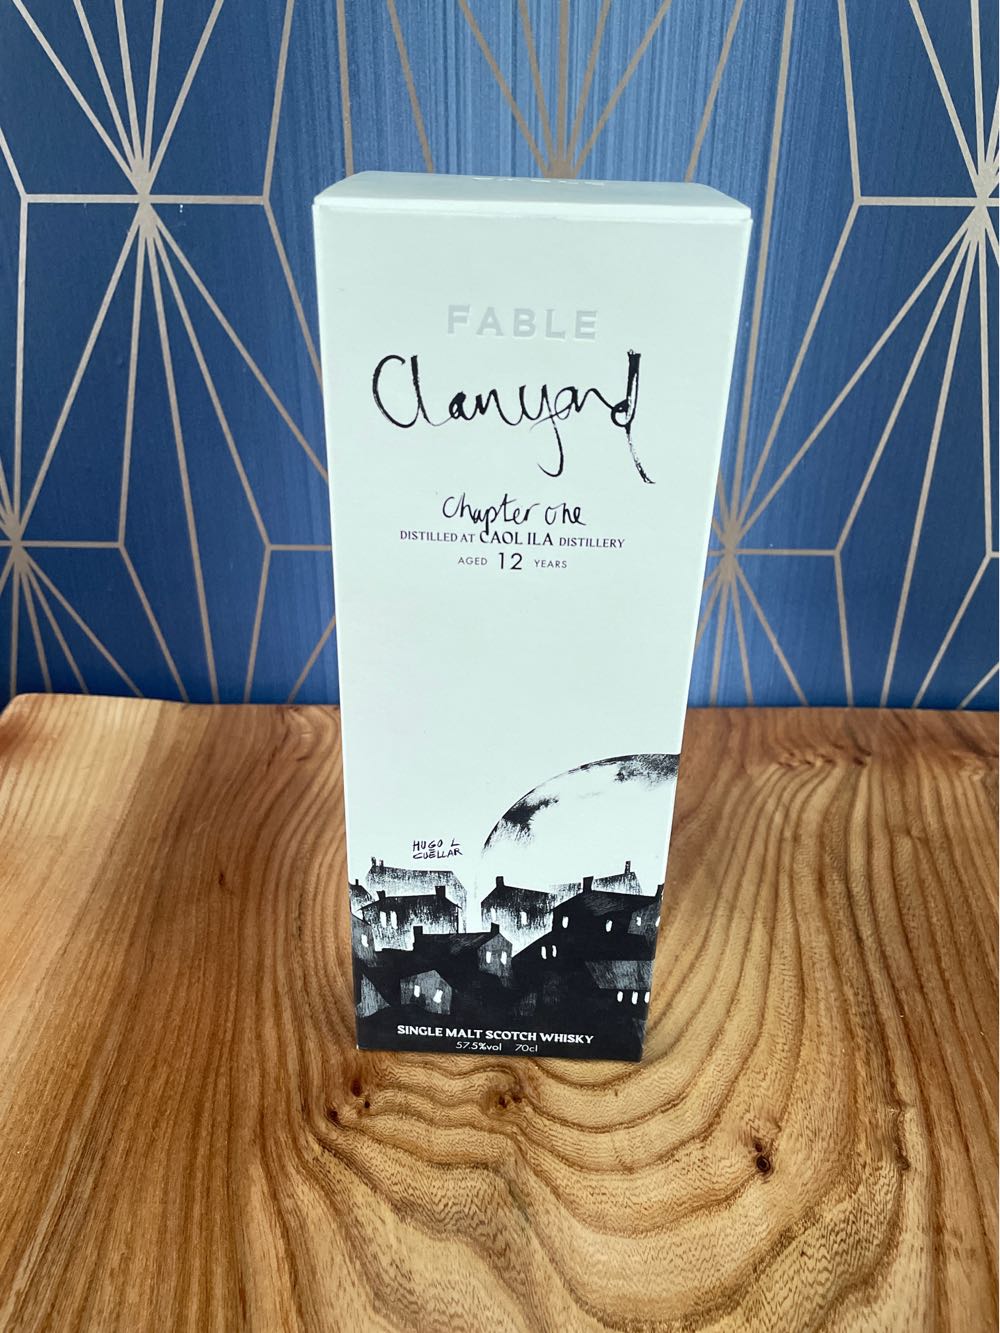 FABLE
Clanyard
Chapter one
DISTILLED AT CAOL ILA DISTILLERY
AGED 12 YEARS
HUGO L
CUËLLAR
SINGLE MALT SCOTCH WHISKY
57.5%vol 70cl